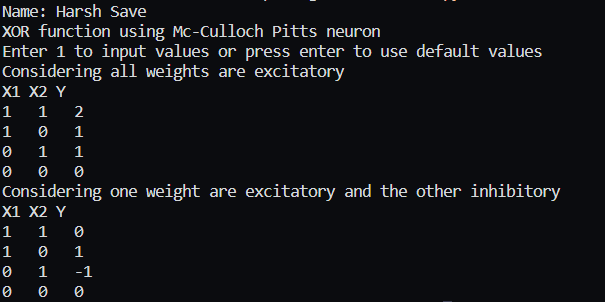 Name: Harsh Save
XOR function using Mc-Culloch Pitts neuron
Enter 1 to input values or press enter to use default values
Considering all weights are excitatory
X1 X2 Y
1 1 2
1 0 1
0 1 1
0 0 0
Considering one weight are excitatory and the other inhibitory
X1 X2 Y
1 1 0
1 0 1
0 1 -1
0 0 0